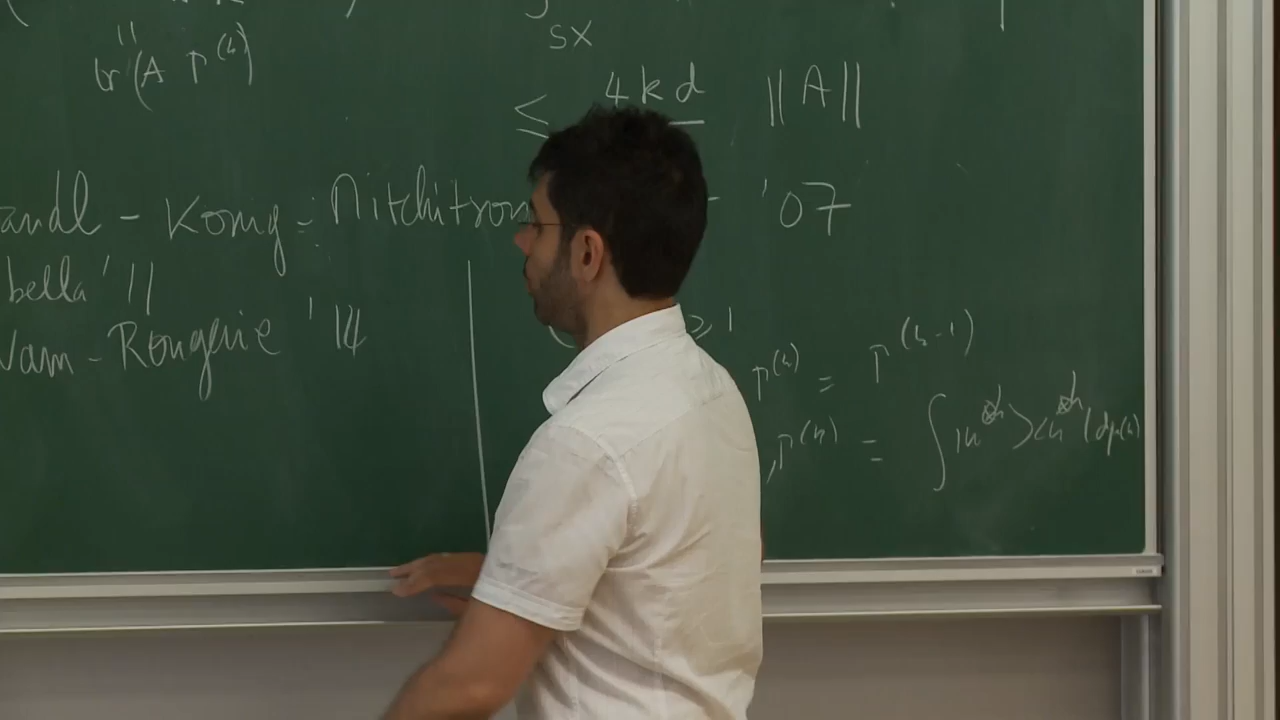 ||
tr(A Γ^(k))
SX
≤ 4kd ||A||
andl - König - Mitchison - '07
bella '11
Nam - Rougerie '14
≥ 1
Γ^(k) = Γ^(k-1)
Γ^(k) = ∫ |u^⊗k><u^⊗k| dμ(u)